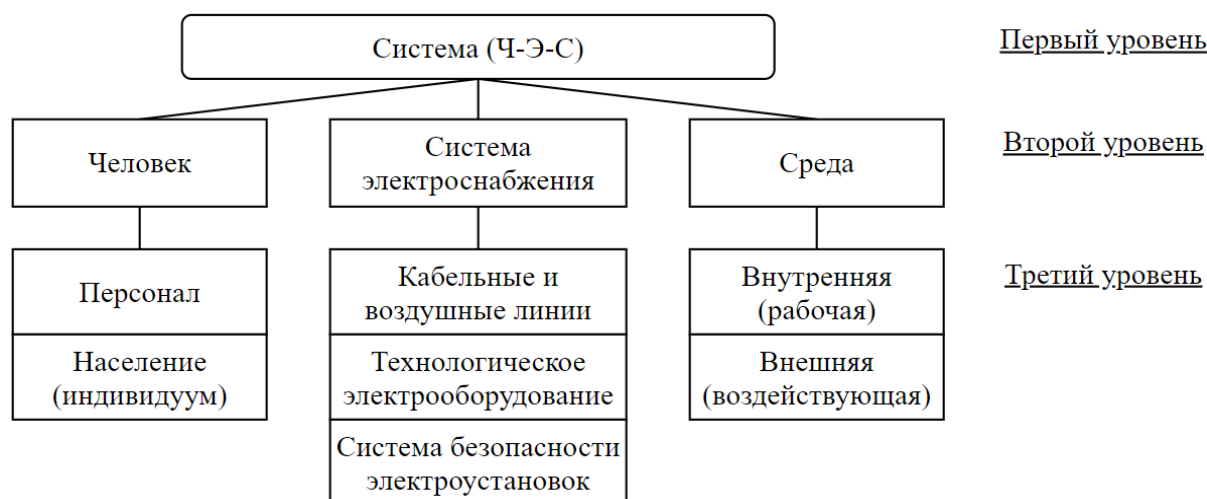 Система (Ч-Э-С)
Первый уровень
Человек
Система
электроснабжения
Среда
Второй уровень
Персонал
Население
(индивидуум)
Кабельные и
воздушные линии
Технологическое
электрооборудование
Система безопасности
электроустановок
Внутренняя
(рабочая)
Внешняя
(воздействующая)
Третий уровень